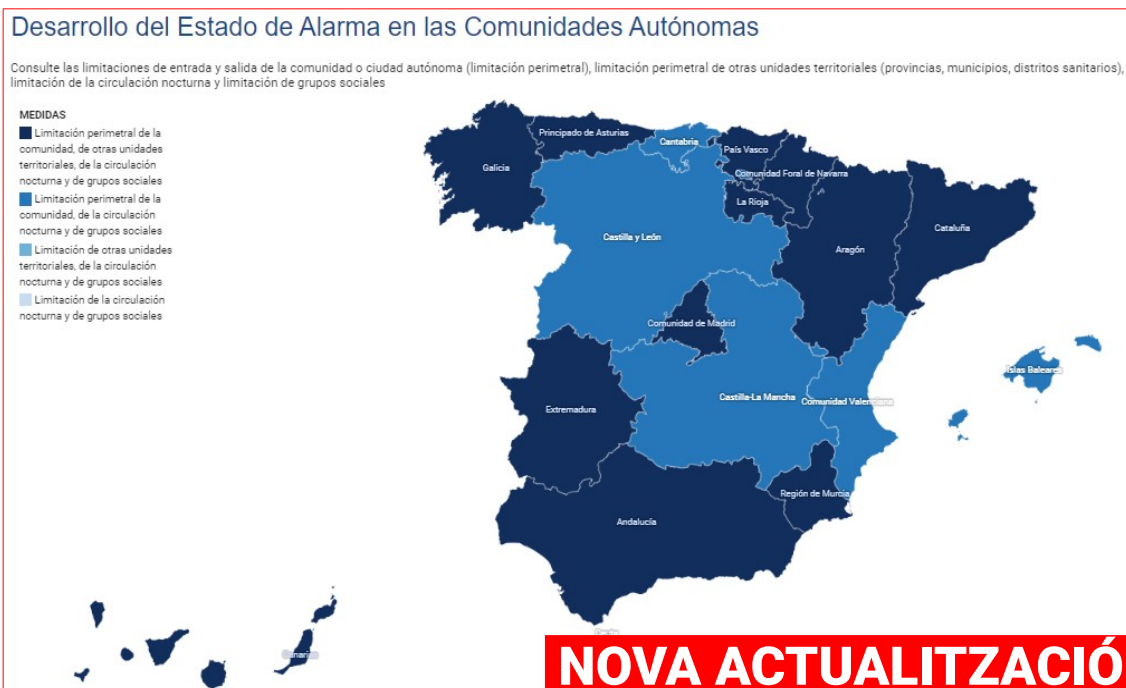 Desarrollo del Estado de Alarma en las Comunidades Autónomas
Consulte las limitaciones de entrada y salida de la comunidad o ciudad autónoma (limitación perimetral), limitación perimetral de otras unidades territoriales (provincias, municipios, distritos sanitarios),
limitación de la circulación nocturna y limitación de grupos sociales
MEDIDAS
Limitación perimetral de la
comunidad, de otras unidades
territoriales, de la circulación
nocturna y de grupos sociales
Limitación perimetral de la
comunidad, de la circulación
nocturna y de grupos sociales
Limitación de otras unidades
territoriales, de la circulación
nocturna y de grupos sociales
Limitación de la circulación
nocturna y de grupos sociales
Principado de Asturias
Cantabria
País Vasco
Galicia
Comunidad Foral de Navarra
La Rioja
Cataluña
Castilla y León
Aragón
Comunidad de Madrid
Islas Baleares
Castilla-La Mancha
Comunidad Valenciana
Extremadura
Región de Murcia
Andalucía
Ceuta
Canarias
NOVA ACTUALITZACIÓ